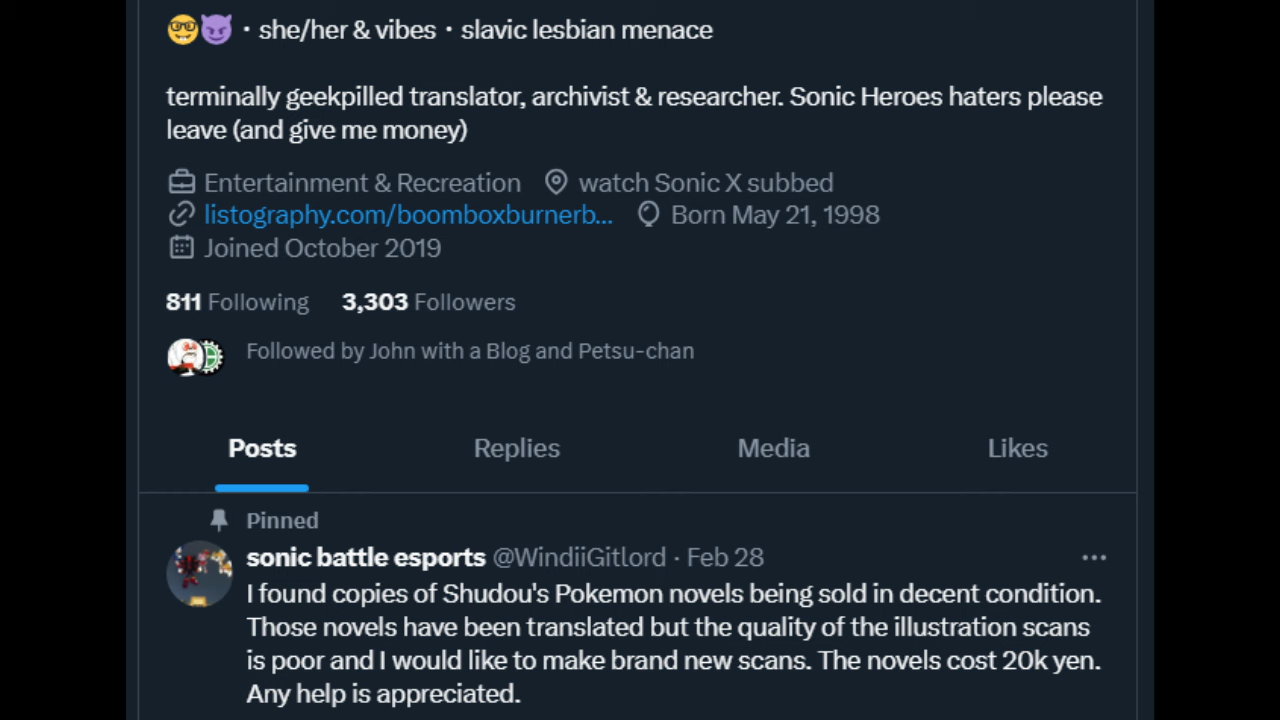 🤓😈 · she/her & vibes · slavic lesbian menace
terminally geekpilled translator, archivist & researcher. Sonic Heroes haters please
leave (and give me money)
Entertainment & Recreation watch Sonic X subbed
listography.com/boomboxburnerb... Born May 21, 1998
Joined October 2019
811 Following 3,303 Followers
Followed by John with a Blog and Petsu-chan
Posts Replies Media Likes
Pinned
sonic battle esports @WindiiGitlord · Feb 28 ...
I found copies of Shudou's Pokemon novels being sold in decent condition.
Those novels have been translated but the quality of the illustration scans
is poor and I would like to make brand new scans. The novels cost 20k yen.
Any help is appreciated.